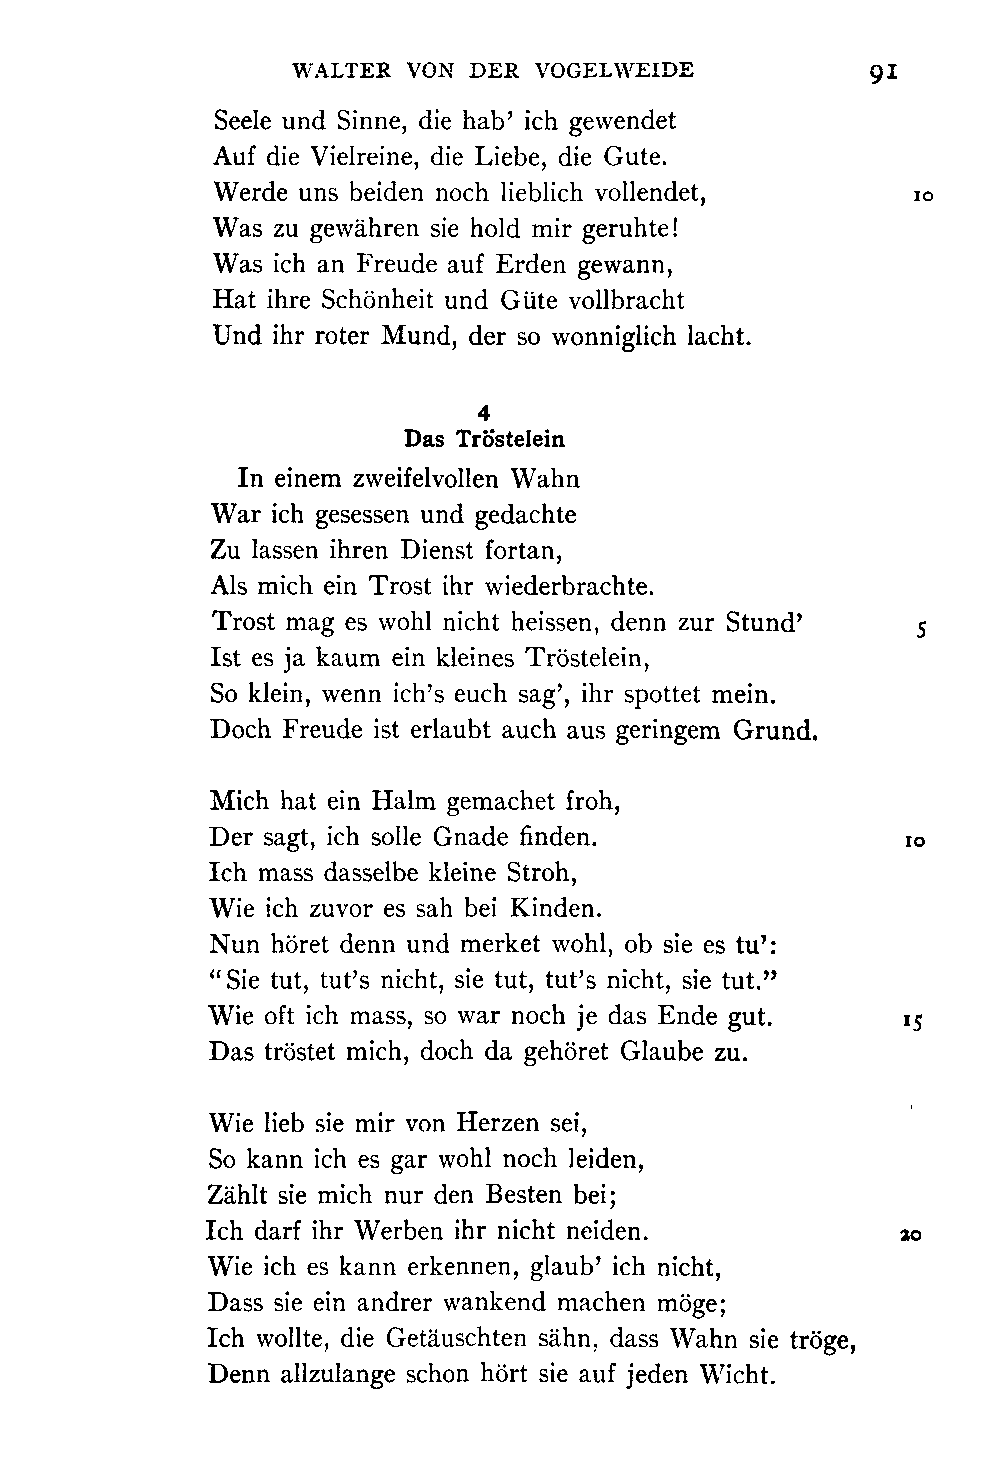 WALTER VON DER VOGELWEIDE 91
Seele und Sinne, die hab' ich gewendet
Auf die Vielreine, die Liebe, die Gute.
Werde uns beiden noch lieblich vollendet, 10
Was zu gewähren sie hold mir geruhte!
Was ich an Freude auf Erden gewann,
Hat ihre Schönheit und Güte vollbracht
Und ihr roter Mund, der so wonniglich lacht.
4
Das Tröstelein
In einem zweifelvollen Wahn
War ich gesessen und gedachte
Zu lassen ihren Dienst fortan,
Als mich ein Trost ihr wiederbrachte.
Trost mag es wohl nicht heissen, denn zur Stund' 5
Ist es ja kaum ein kleines Tröstelein,
So klein, wenn ich's euch sag', ihr spottet mein.
Doch Freude ist erlaubt auch aus geringem Grund.
Mich hat ein Halm gemachet froh,
Der sagt, ich solle Gnade finden. 10
Ich mass dasselbe kleine Stroh,
Wie ich zuvor es sah bei Kinden.
Nun höret denn und merket wohl, ob sie es tu':
“Sie tut, tut's nicht, sie tut, tut's nicht, sie tut.”
Wie oft ich mass, so war noch je das Ende gut. 15
Das tröstet mich, doch da gehöret Glaube zu.
Wie lieb sie mir von Herzen sei,
So kann ich es gar wohl noch leiden,
Zählt sie mich nur den Besten bei;
Ich darf ihr Werben ihr nicht neiden. 20
Wie ich es kann erkennen, glaub' ich nicht,
Dass sie ein andrer wankend machen möge;
Ich wollte, die Getäuschten sähn, dass Wahn sie tröge,
Denn allzulange schon hört sie auf jeden Wicht.